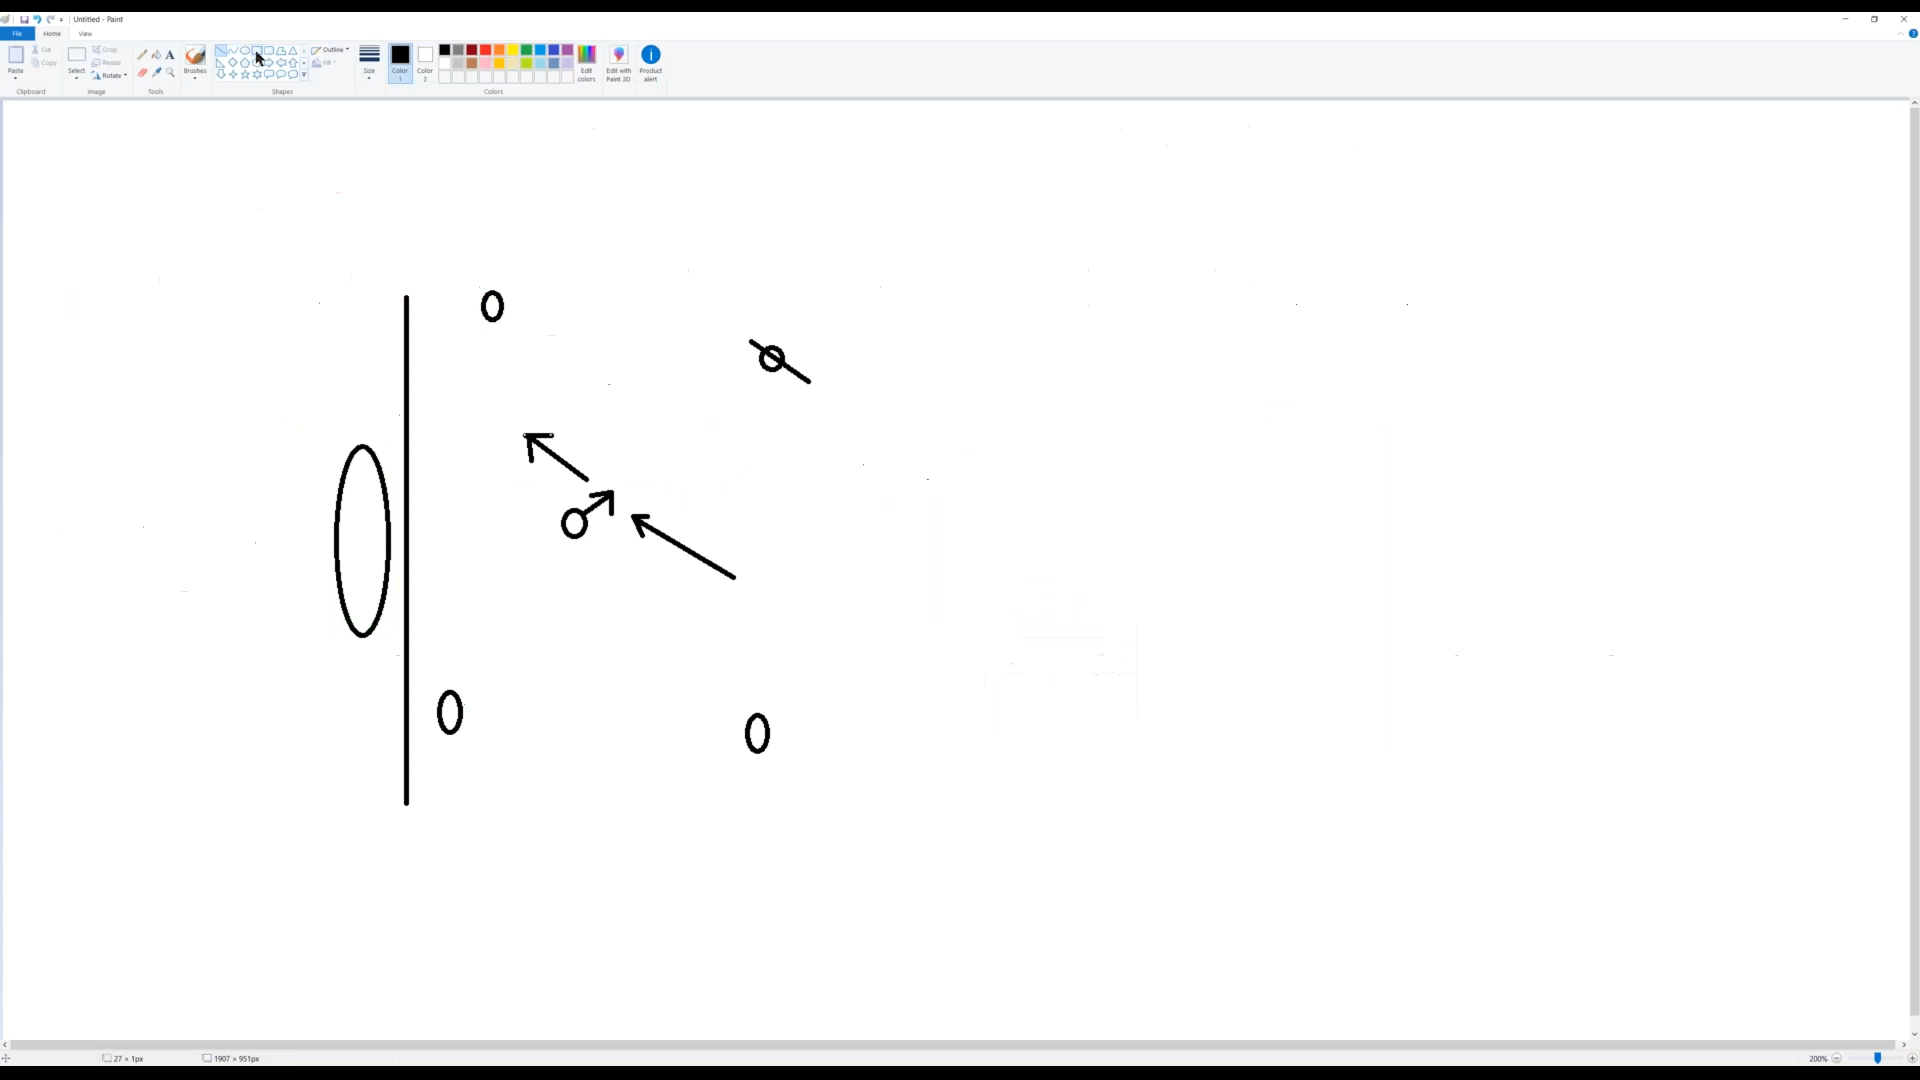 Untitled - Paint
File Home View
Paste
Cut
Copy
Clipboard
Select
Crop
Resize
Rotate
Image
Tools
Brushes
Shapes
Outline
Fill
Size
Color 1
Color 2
Colors
Edit colors
Edit with Paint 3D
Product alert
27 × 1px
1907 × 951px
200%